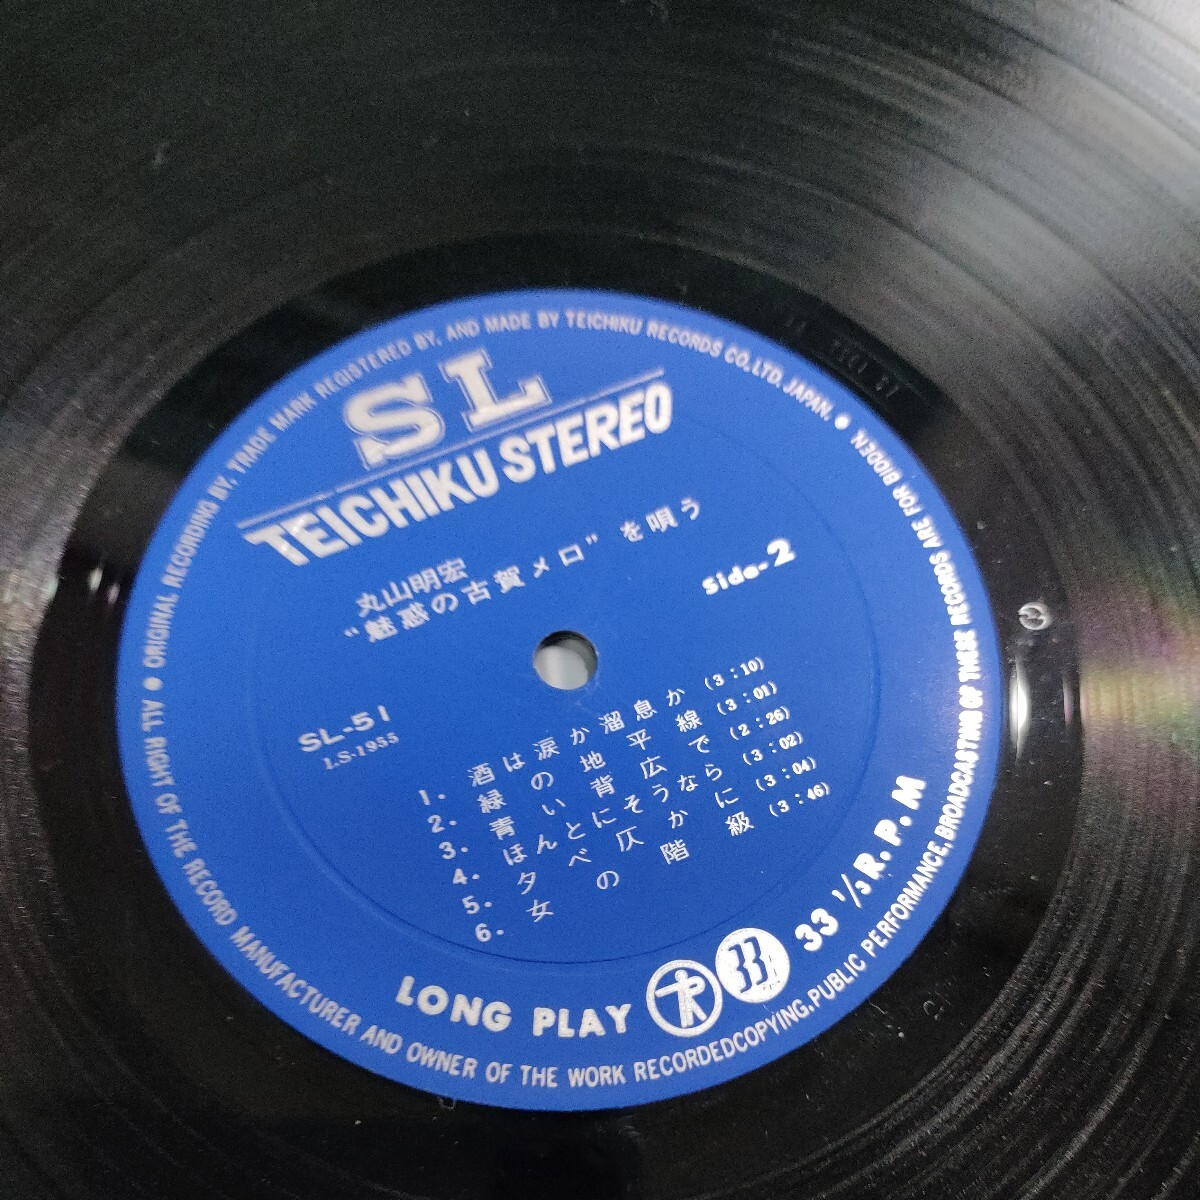 ● ORIGINAL RECORDING BY, TRADE MARK REGISTERED BY, AND MADE BY TEICHIKU RECORDS CO., LTD. JAPAN. ●
SL
TEICHIKU STEREO
丸山明宏
"魅惑の古賀メロ"を唄う
Side-2
SL-51
LS-1955
1. 酒は涙か溜息か (3:10)
2. 緑の地平線 (3:01)
3. 青い背広で (2:26)
4. ほんとにそうなら (3:02)
5. 夕べ仄かに (3:04)
6. 女の階級 (3:46)
LONG PLAY 33 33 1/3 R.P.M
ALL RIGHT OF THE RECORD MANUFACTURER AND OWNER OF THE WORK RECORDEDCOPYING, PUBLIC PERFORMANCE, BROADCASTING OF THESE RECORDS ARE FOR BIDDEN.